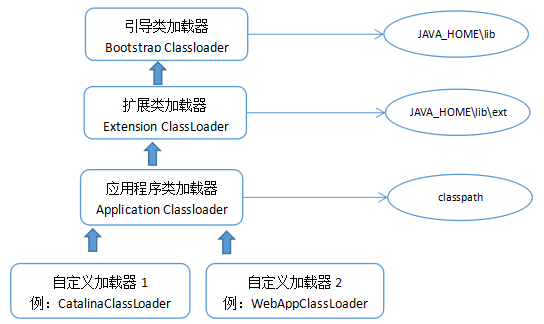 引导类加载器
Bootstrap Classloader
JAVA_HOME\lib
扩展类加载器
Extension ClassLoader
JAVA_HOME\lib\ext
应用程序类加载器
Application Classloader
classpath
自定义加载器 1
例：CatalinaClassLoader
自定义加载器 2
例：WebAppClassLoader